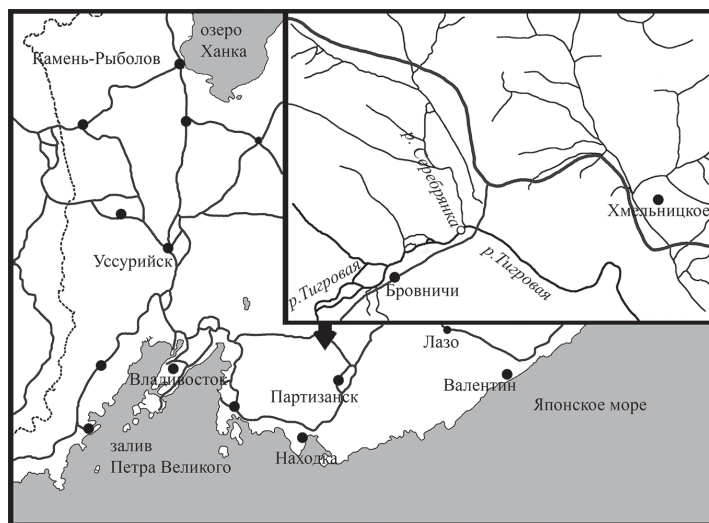 озеро
Ханка
Камень-Рыболов
р. Серебрянка
Хмельницкое
Уссурийск
р.Тигровая
р.Тигровая
Бровничи
Лазо
Владивосток
Партизанск
Валентин
Японское море
залив
Петра Великого
Находка